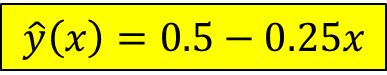 ŷ(x) = 0.5 − 0.25x